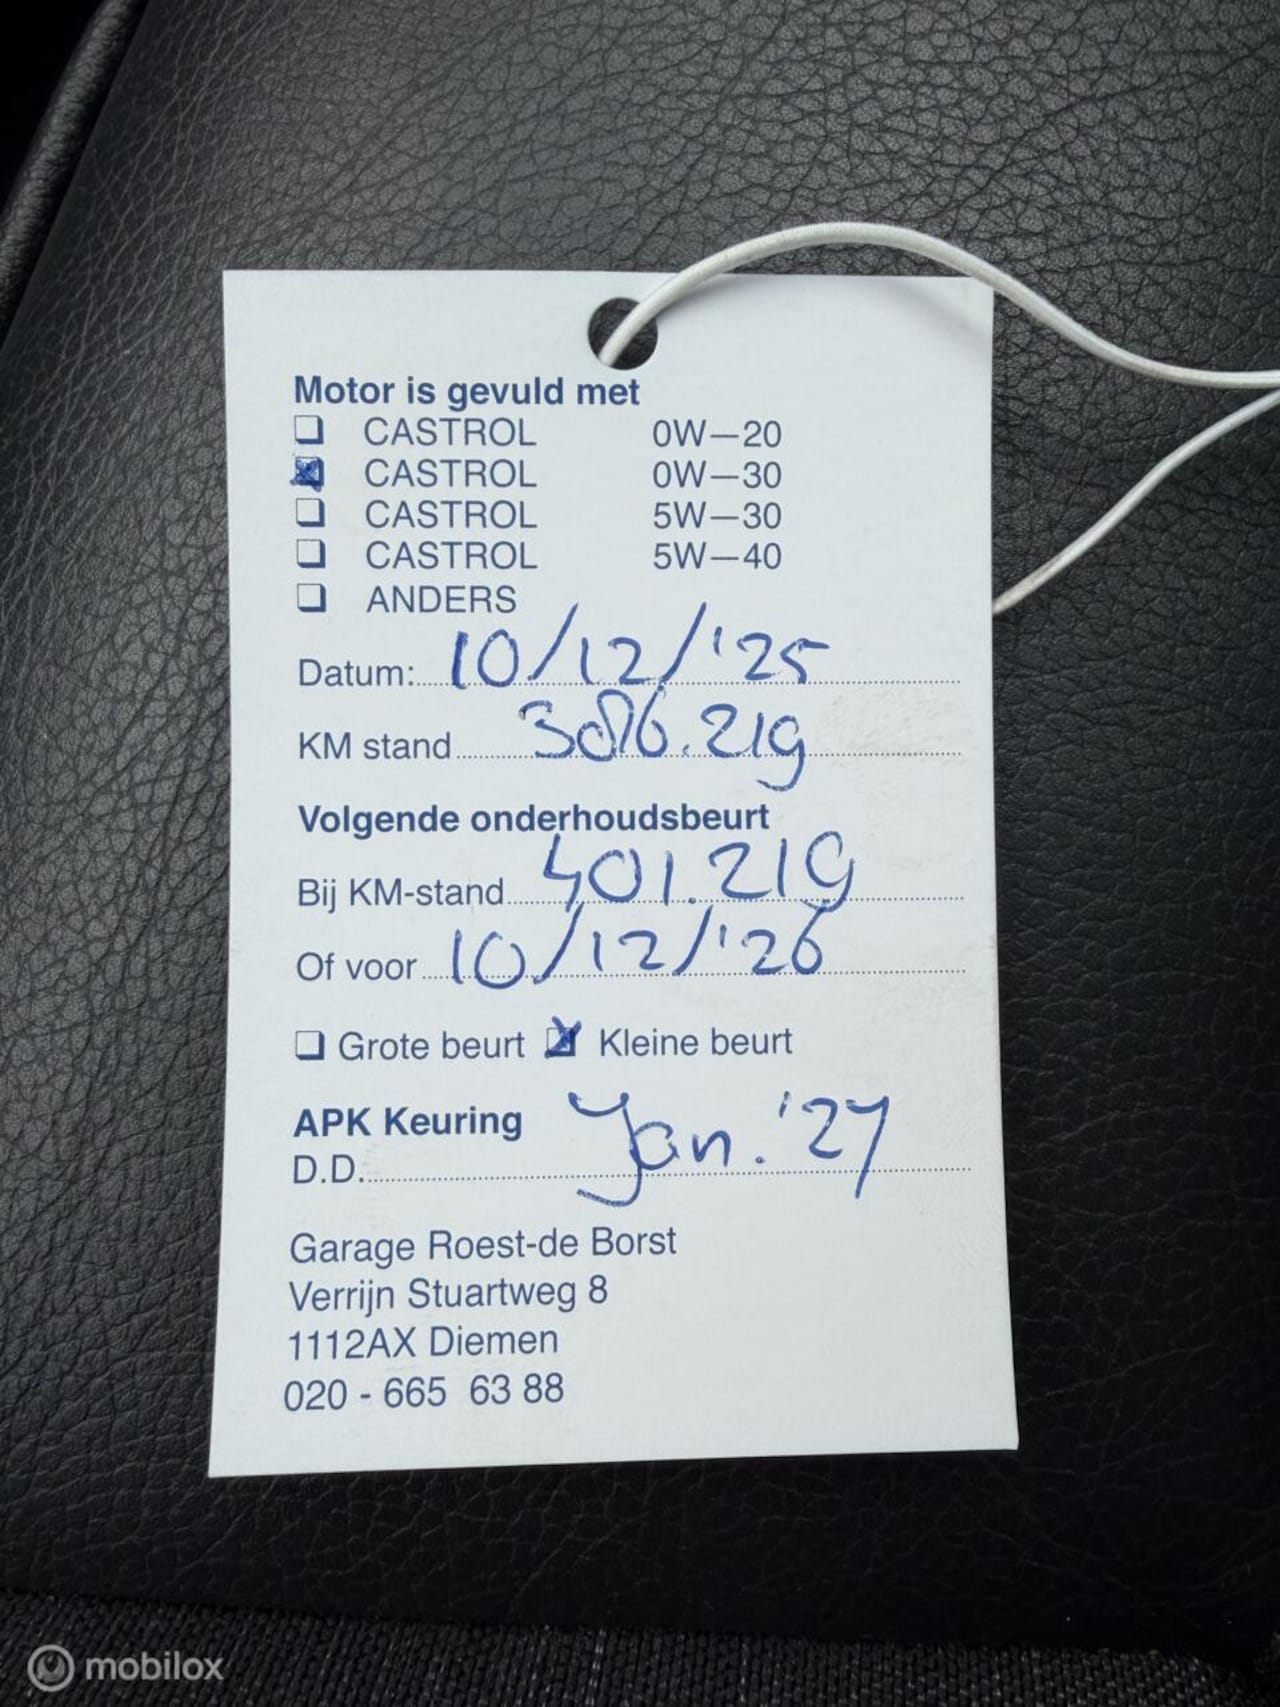 Motor is gevuld met
❏ CASTROL 0W—20
☒ CASTROL 0W—30
❏ CASTROL 5W—30
❏ CASTROL 5W—40
❏ ANDERS
Datum: 10/12/'25
KM stand 386.219
Volgende onderhoudsbeurt
Bij KM-stand 401.219
Of voor 10/12/'26
❏ Grote beurt ☒ Kleine beurt
APK Keuring
D.D. Jan. '27
Garage Roest-de Borst
Verrijn Stuartweg 8
1112AX Diemen
020 - 665 63 88
mobilox